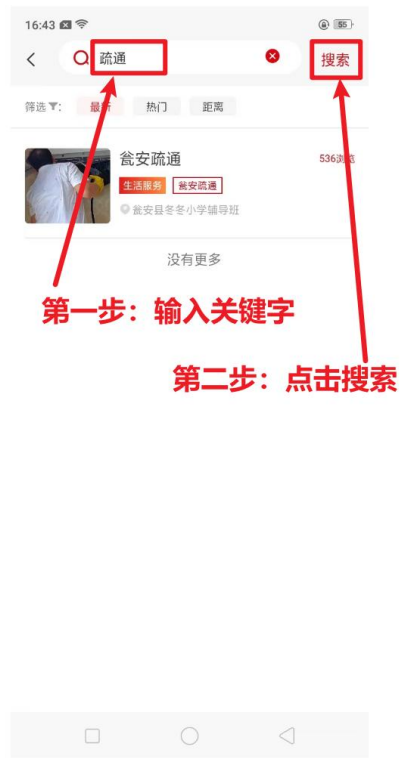 16:43
55
疏通
搜索
筛选▼:
最新
热门
距离
瓮安疏通
536浏览
生活服务
瓮安疏通
瓮安县冬冬小学辅导班
没有更多
第一步：输入关键字
第二步：点击搜索